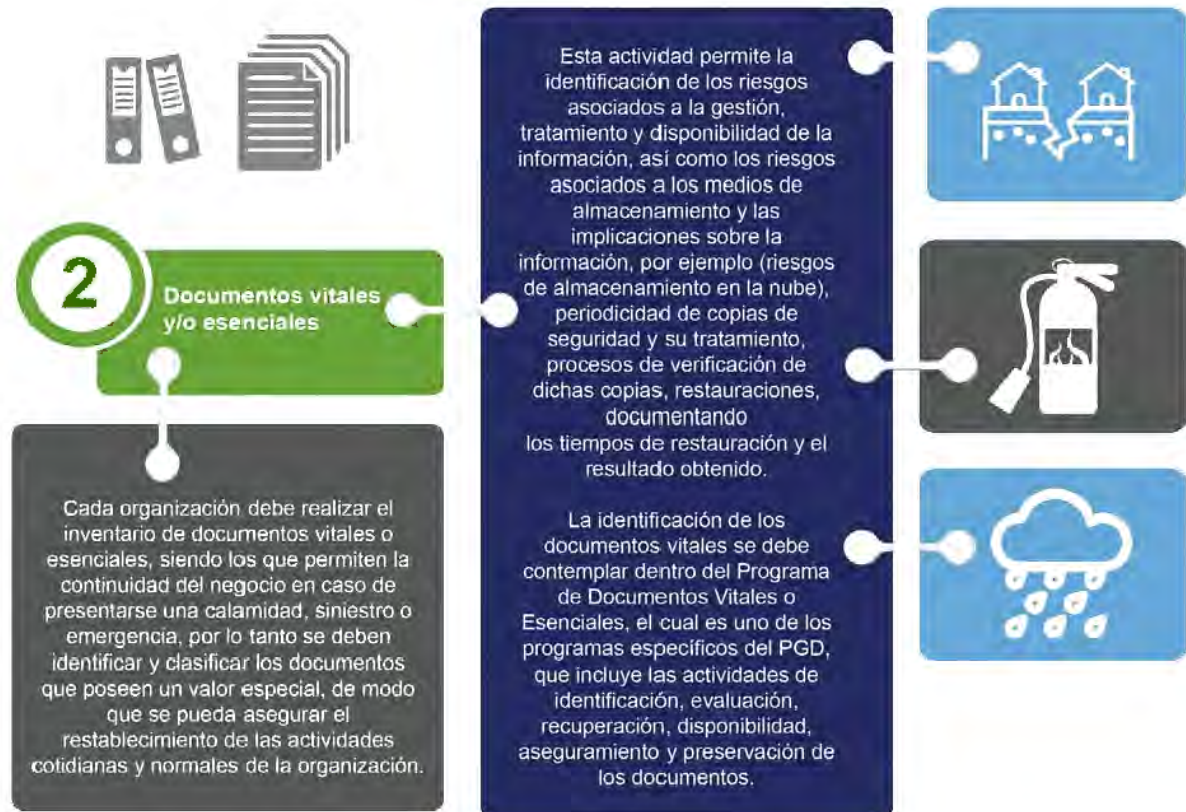 2
Documentos vitales
y/o esenciales
Cada organización debe realizar el
inventario de documentos vitales o
esenciales, siendo los que permiten la
continuidad del negocio en caso de
presentarse una calamidad, siniestro o
emergencia, por lo tanto se deben
identificar y clasificar los documentos
que poseen un valor especial, de modo
que se pueda asegurar el
restablecimiento de las actividades
cotidianas y normales de la organización.
Esta actividad permite la
identificación de los riesgos
asociados a la gestión,
tratamiento y disponibilidad de la
información, así como los riesgos
asociados a los medios de
almacenamiento y las
implicaciones sobre la
información, por ejemplo (riesgos
de almacenamiento en la nube),
periodicidad de copias de
seguridad y su tratamiento,
procesos de verificación de
dichas copias, restauraciones,
documentando
los tiempos de restauración y el
resultado obtenido.
La identificación de los
documentos vitales se debe
contemplar dentro del Programa
de Documentos Vitales o
Esenciales, el cual es uno de los
programas específicos del PGD,
que incluye las actividades de
identificación, evaluación,
recuperación, disponibilidad,
aseguramiento y preservación de
los documentos.